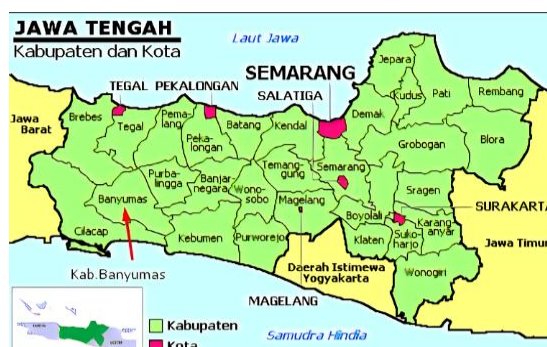 JAWA TENGAH
Kabupaten dan Kota
Laut Jawa
TEGAL PEKALONGAN
SEMARANG
SALATIGA
Jepara
Kudus
Pati
Rembang
Demak
Blora
Grobogan
Jawa
Barat
Brebes
Tegal
Pema-
lang
Peka-
longan
Batang
Kendal
Temang-
gung
Semarang
Purba-
lingga
Banjar-
negara
Wono-
sobo
Banyumas
Magelang
Boyolali
Sragen
SURAKARTA
Karang-
anyar
Suko-
harjo
Klaten
Wonogiri
Jawa Timur
Cilacap
Kebumen
Purworejo
Daerah Istimewa
Yogyakarta
Kab.Banyumas
MAGELANG
Kabupaten
Kota
Samudra Hindia